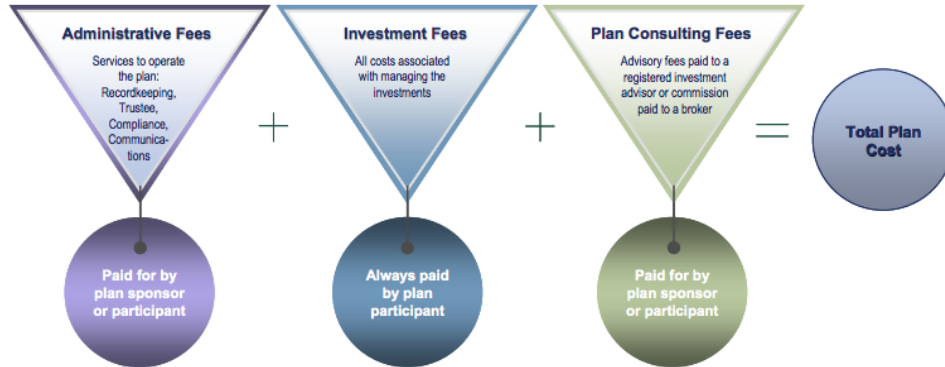 Administrative Fees
Services to operate
the plan:
Recordkeeping,
Trustee,
Compliance,
Communica-
tions
+
Investment Fees
All costs associated
with managing the
investments
+
Plan Consulting Fees
Advisory fees paid to a
registered investment
advisor or commission
paid to a broker
=
Total Plan
Cost
Paid for by
plan sponsor
or participant
Always paid
by plan
participant
Paid for by
plan sponsor
or participant